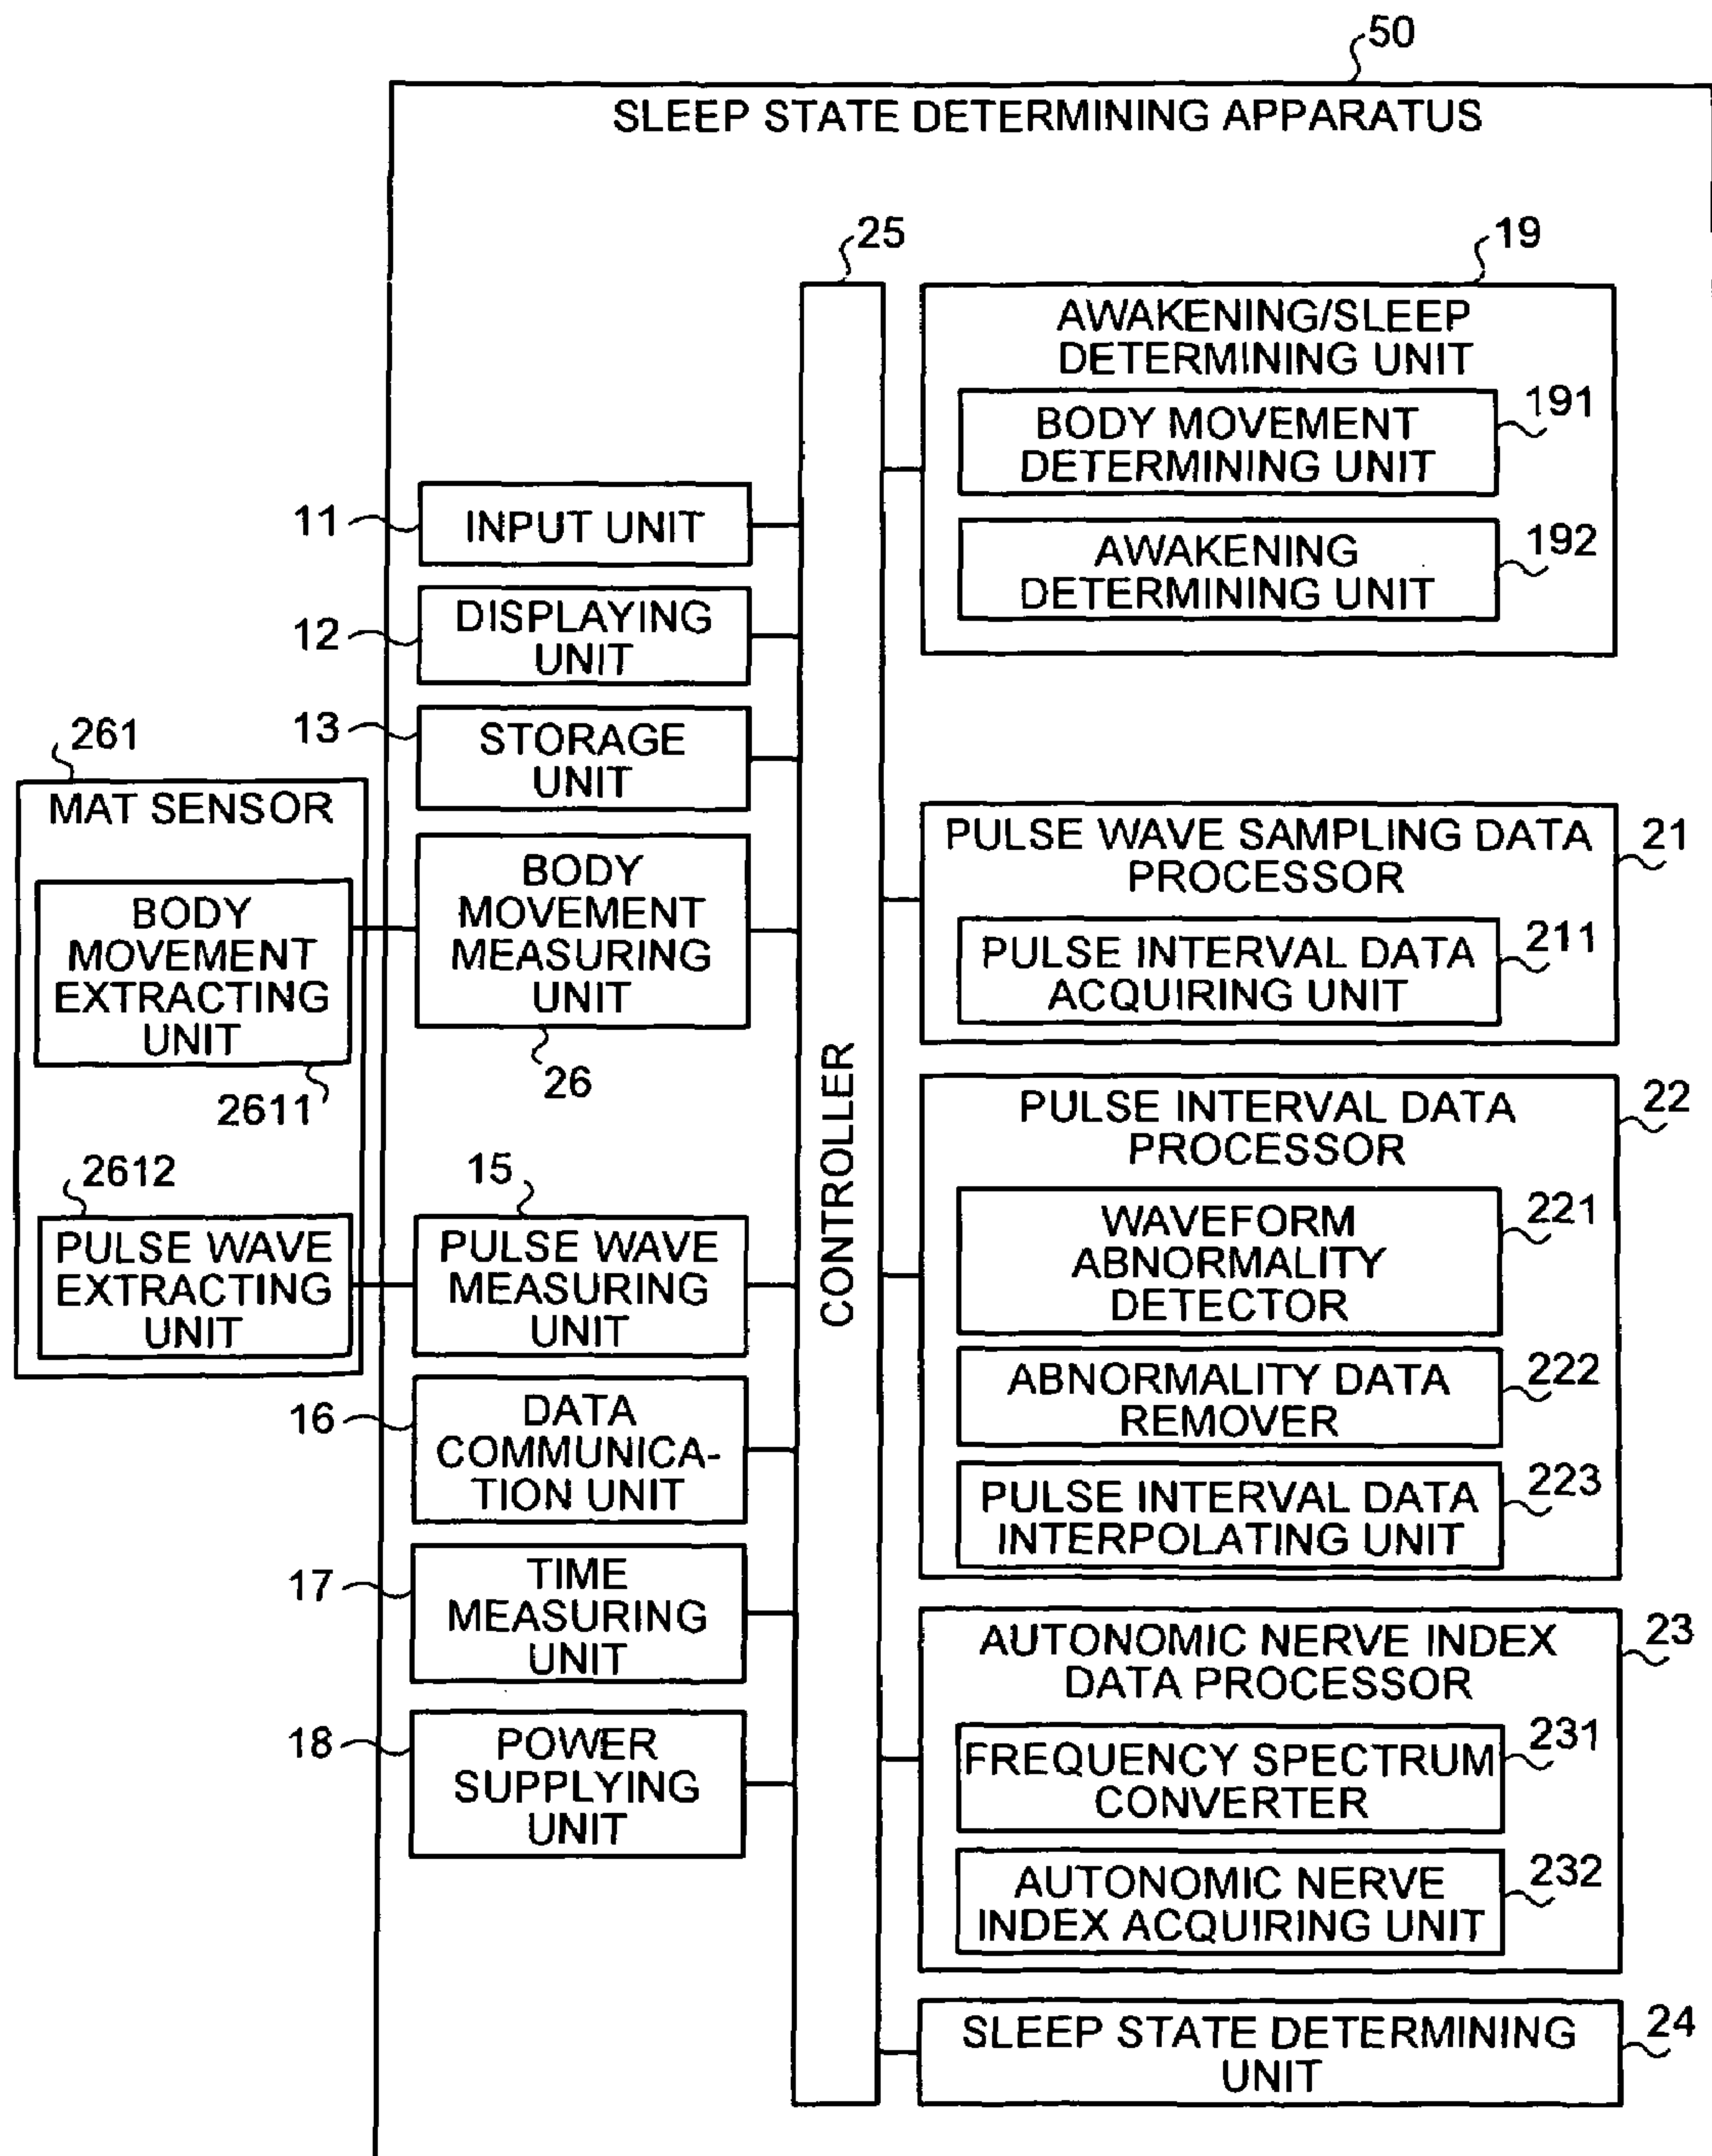 50
SLEEP STATE DETERMINING APPARATUS
25
19
AWAKENING/SLEEP
DETERMINING UNIT
BODY MOVEMENT
DETERMINING UNIT
191
AWAKENING
DETERMINING UNIT
192
11
INPUT UNIT
12
DISPLAYING
UNIT
13
STORAGE
UNIT
261
MAT SENSOR
BODY
MOVEMENT
EXTRACTING
UNIT
2611
BODY
MOVEMENT
MEASURING
UNIT
26
2612
PULSE WAVE
EXTRACTING
UNIT
15
PULSE WAVE
MEASURING
UNIT
16
DATA
COMMUNICA-
TION UNIT
17
TIME
MEASURING
UNIT
18
POWER
SUPPLYING
UNIT
CONTROLLER
PULSE WAVE SAMPLING DATA
PROCESSOR
21
PULSE INTERVAL DATA
ACQUIRING UNIT
211
PULSE INTERVAL DATA
PROCESSOR
22
WAVEFORM
ABNORMALITY
DETECTOR
221
ABNORMALITY DATA
REMOVER
222
PULSE INTERVAL DATA
INTERPOLATING UNIT
223
AUTONOMIC NERVE INDEX
DATA PROCESSOR
23
FREQUENCY SPECTRUM
CONVERTER
231
AUTONOMIC NERVE
INDEX ACQUIRING UNIT
232
SLEEP STATE DETERMINING
UNIT
24